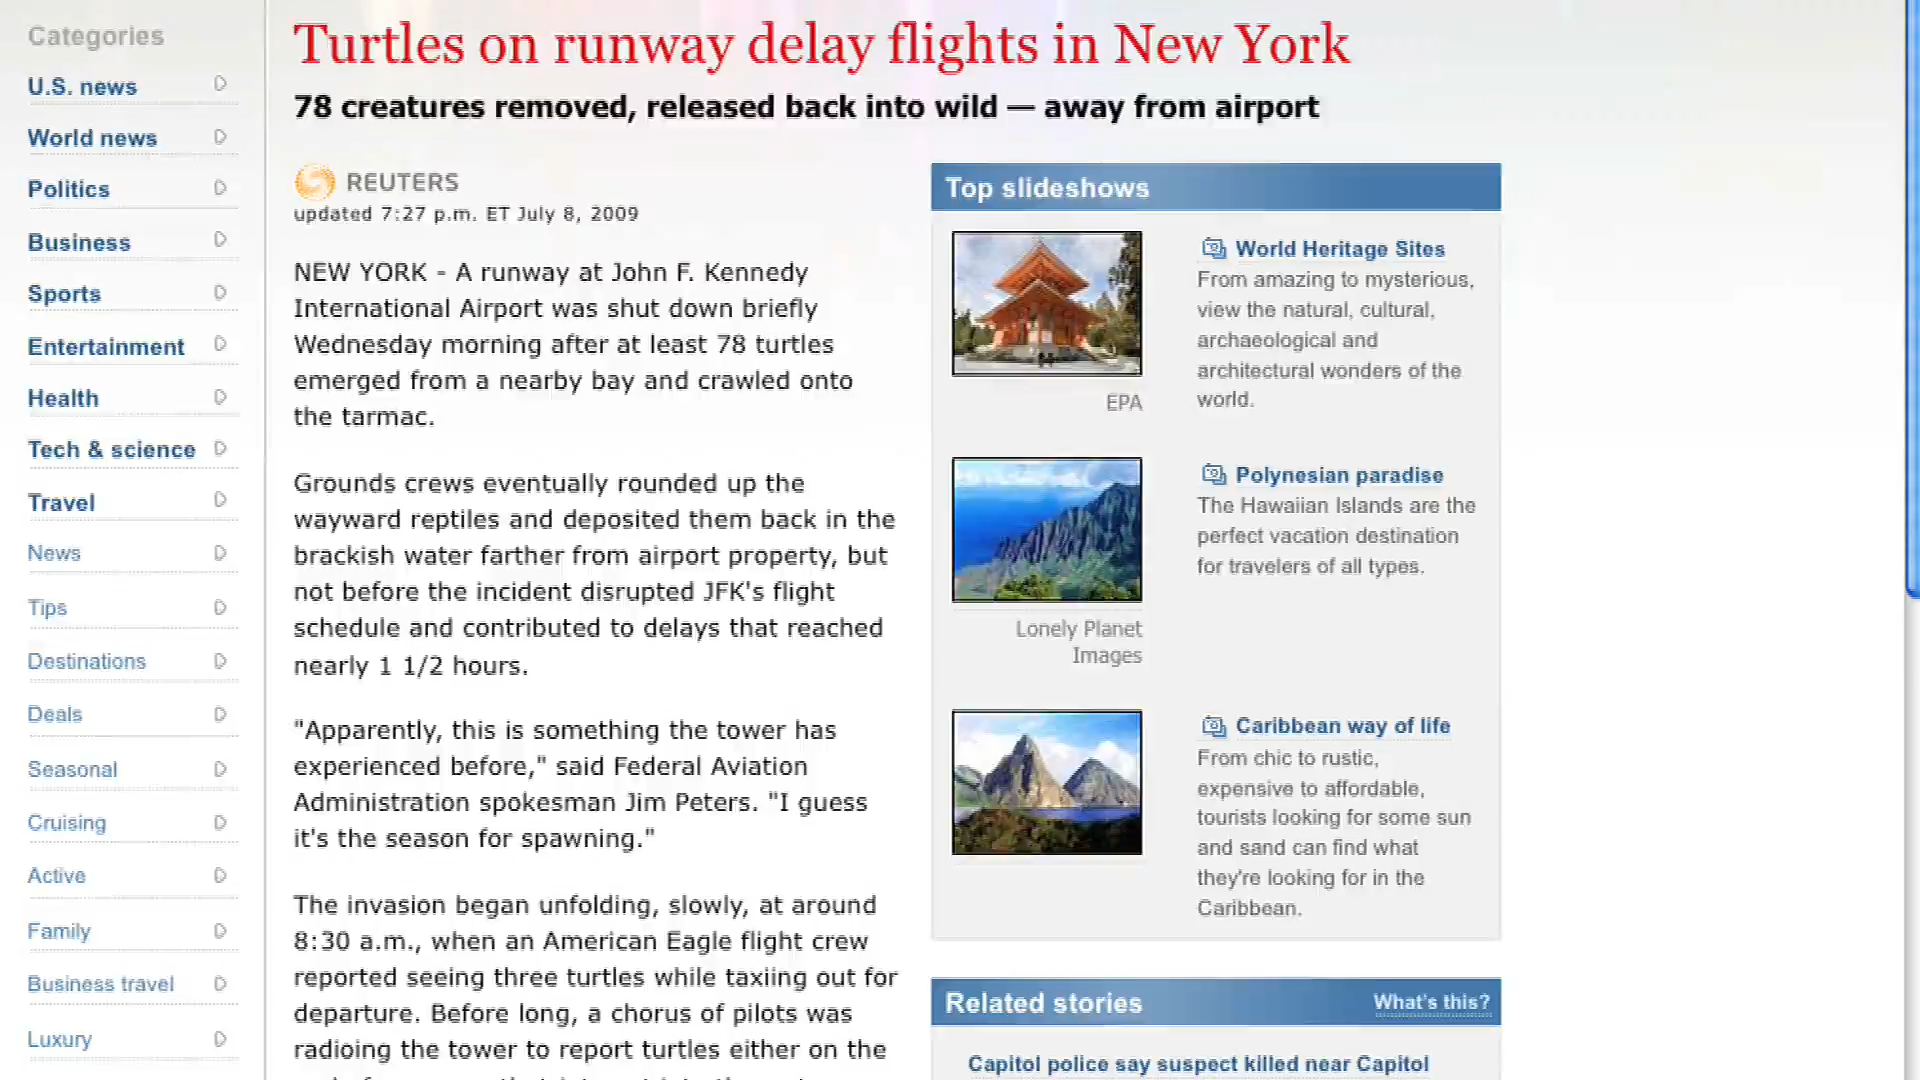 Categories
U.S. news
World news
Politics
Business
Sports
Entertainment
Health
Tech & science
Travel
News
Tips
Destinations
Deals
Seasonal
Cruising
Active
Family
Business travel
Luxury
Turtles on runway delay flights in New York
78 creatures removed, released back into wild — away from airport
REUTERS
updated 7:27 p.m. ET July 8, 2009
NEW YORK - A runway at John F. Kennedy
International Airport was shut down briefly
Wednesday morning after at least 78 turtles
emerged from a nearby bay and crawled onto
the tarmac.
Grounds crews eventually rounded up the
wayward reptiles and deposited them back in the
brackish water farther from airport property, but
not before the incident disrupted JFK's flight
schedule and contributed to delays that reached
nearly 1 1/2 hours.
"Apparently, this is something the tower has
experienced before," said Federal Aviation
Administration spokesman Jim Peters. "I guess
it's the season for spawning."
The invasion began unfolding, slowly, at around
8:30 a.m., when an American Eagle flight crew
reported seeing three turtles while taxiing out for
departure. Before long, a chorus of pilots was
radioing the tower to report turtles either on the
Top slideshows
World Heritage Sites
From amazing to mysterious,
view the natural, cultural,
archaeological and
architectural wonders of the
world.
EPA
Polynesian paradise
The Hawaiian Islands are the
perfect vacation destination
for travelers of all types.
Lonely Planet
Images
Caribbean way of life
From chic to rustic,
expensive to affordable,
tourists looking for some sun
and sand can find what
they're looking for in the
Caribbean.
Related stories
What's this?
Capitol police say suspect killed near Capitol